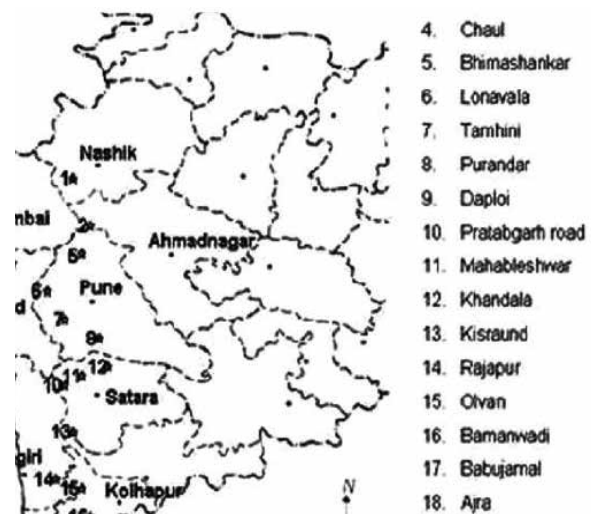 Nashik
1
mbai
2
Ahmadnagar
5
6
Pune
d
7
8
12
11
10
Satara
13
giri
14
15
Kolhapur
16
N
4. Chaul
5. Bhimashankar
6. Lonavala
7. Tamhini
8. Purandar
9. Daploi
10. Pratabgarh road
11. Mahableshwar
12. Khandala
13. Kisraund
14. Rajapur
15. Olvan
16. Bamanwadi
17. Babujamal
18. Ajra